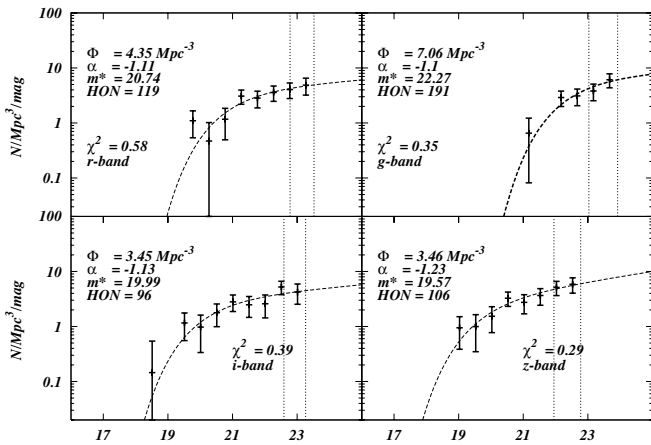 100
10
1
0.1
N/Mpc³/mag
Φ = 4.35 Mpc⁻³
α = -1.11
m* = 20.74
HON = 119
χ² = 0.58
r-band
Φ = 7.06 Mpc⁻³
α = -1.1
m* = 22.27
HON = 191
χ² = 0.35
g-band
100
10
1
0.1
N/Mpc³/mag
Φ = 3.45 Mpc⁻³
α = -1.13
m* = 19.99
HON = 96
χ² = 0.39
i-band
Φ = 3.46 Mpc⁻³
α = -1.23
m* = 19.57
HON = 106
χ² = 0.29
z-band
17 19 21 23 17 19 21 23